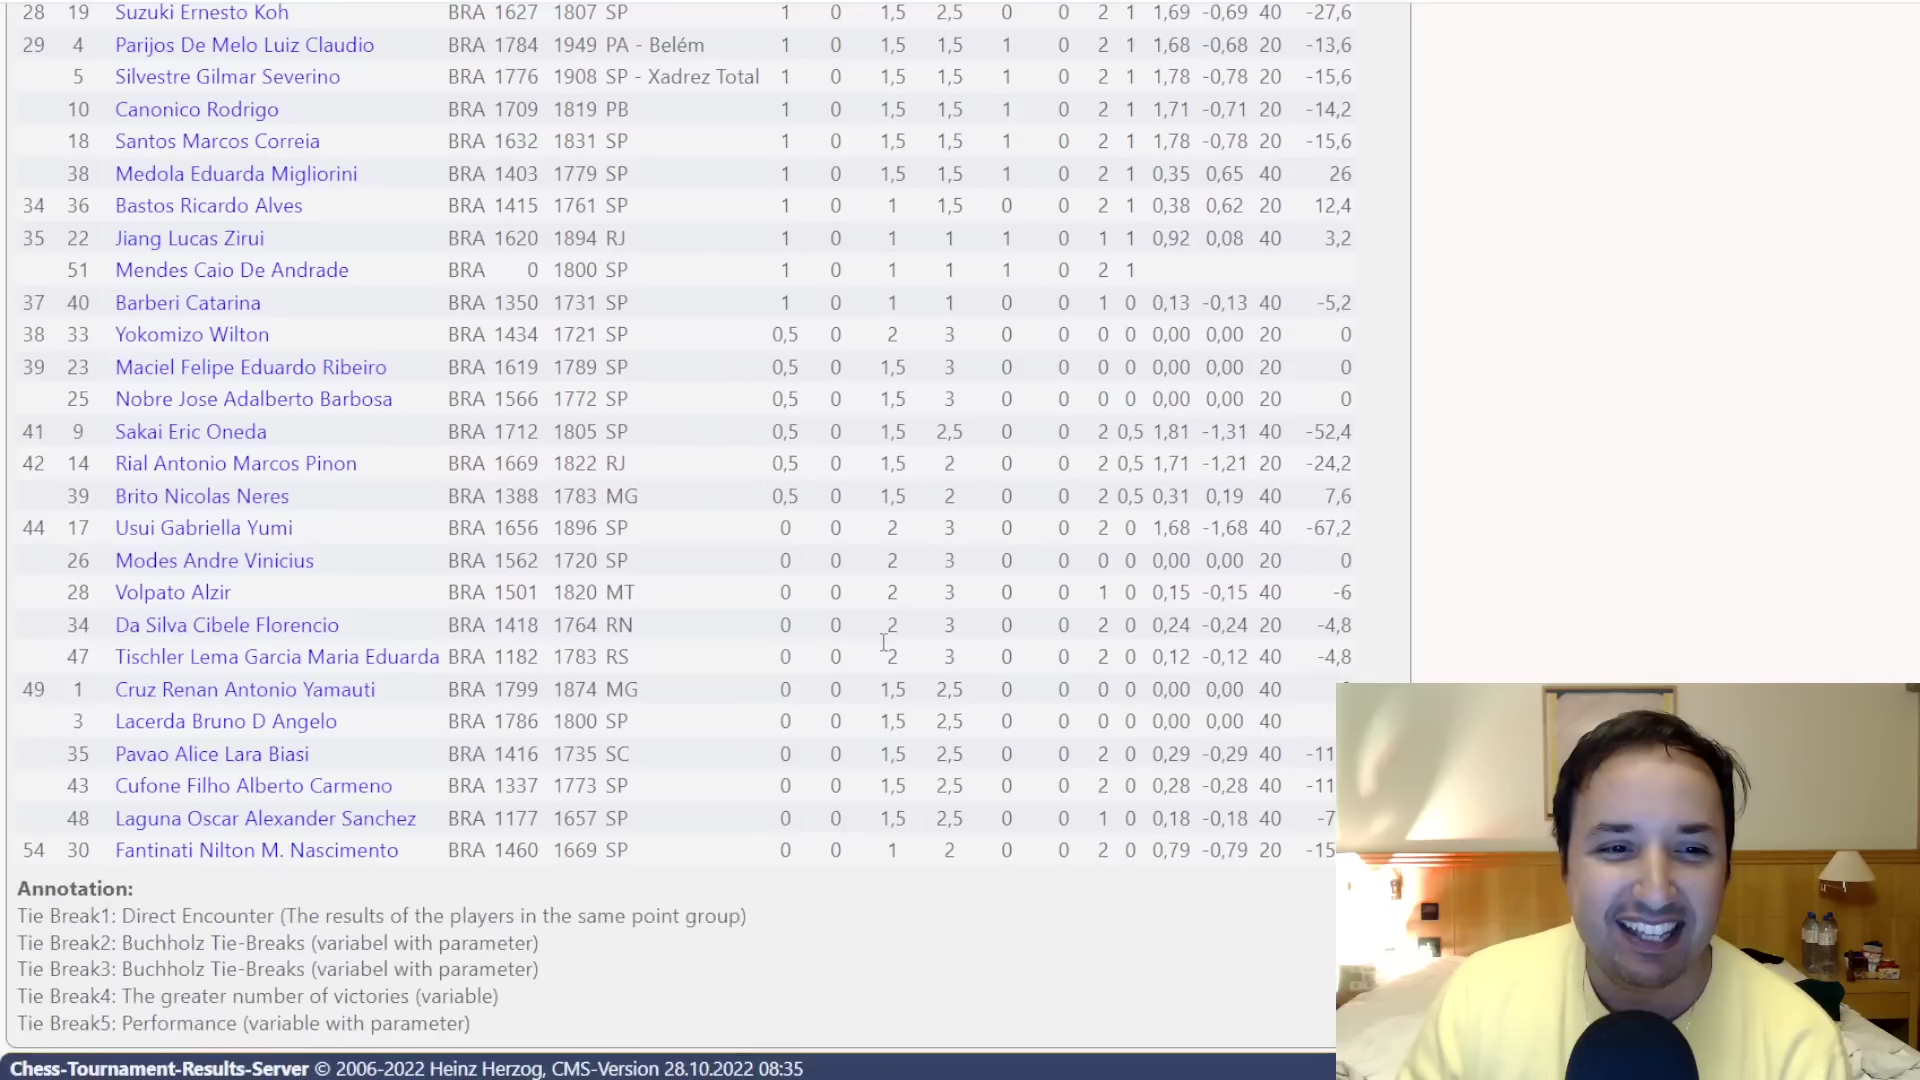 28 19 Suzuki Ernesto Koh BRA 1627 1807 SP 1 0 1,5 2,5 0 0 2 1 1,69 -0,69 40 -27,6
29 4 Parijos De Melo Luiz Claudio BRA 1784 1949 PA - Belém 1 0 1,5 1,5 1 0 2 1 1,68 -0,68 20 -13,6
5 Silvestre Gilmar Severino BRA 1776 1908 SP - Xadrez Total 1 0 1,5 1,5 1 0 2 1 1,78 -0,78 20 -15,6
10 Canonico Rodrigo BRA 1709 1819 PB 1 0 1,5 1,5 1 0 2 1 1,71 -0,71 20 -14,2
18 Santos Marcos Correia BRA 1632 1831 SP 1 0 1,5 1,5 1 0 2 1 1,78 -0,78 20 -15,6
38 Medola Eduarda Migliorini BRA 1403 1779 SP 1 0 1,5 1,5 1 0 2 1 0,35 0,65 40 26
34 36 Bastos Ricardo Alves BRA 1415 1761 SP 1 0 1 1,5 0 0 2 1 0,38 0,62 20 12,4
35 22 Jiang Lucas Zirui BRA 1620 1894 RJ 1 0 1 1 1 0 1 1 0,92 0,08 40 3,2
51 Mendes Caio De Andrade BRA 0 1800 SP 1 0 1 1 1 0 2 1
37 40 Barberi Catarina BRA 1350 1731 SP 1 0 1 1 0 0 1 0 0,13 -0,13 40 -5,2
38 33 Yokomizo Wilton BRA 1434 1721 SP 0,5 0 2 3 0 0 0 0 0,00 0,00 20 0
39 23 Maciel Felipe Eduardo Ribeiro BRA 1619 1789 SP 0,5 0 1,5 3 0 0 0 0 0,00 0,00 20 0
25 Nobre Jose Adalberto Barbosa BRA 1566 1772 SP 0,5 0 1,5 3 0 0 0 0 0,00 0,00 20 0
41 9 Sakai Eric Oneda BRA 1712 1805 SP 0,5 0 1,5 2,5 0 0 2 0,5 1,81 -1,31 40 -52,4
42 14 Rial Antonio Marcos Pinon BRA 1669 1822 RJ 0,5 0 1,5 2 0 0 2 0,5 1,71 -1,21 20 -24,2
39 Brito Nicolas Neres BRA 1388 1783 MG 0,5 0 1,5 2 0 0 2 0,5 0,31 0,19 40 7,6
44 17 Usui Gabriella Yumi BRA 1656 1896 SP 0 0 2 3 0 0 2 0 1,68 -1,68 40 -67,2
26 Modes Andre Vinicius BRA 1562 1720 SP 0 0 2 3 0 0 0 0 0,00 0,00 20 0
28 Volpato Alzir BRA 1501 1820 MT 0 0 2 3 0 0 1 0 0,15 -0,15 40 -6
34 Da Silva Cibele Florencio BRA 1418 1764 RN 0 0 2 3 0 0 2 0 0,24 -0,24 20 -4,8
47 Tischler Lema Garcia Maria Eduarda BRA 1182 1783 RS 0 0 2 3 0 0 2 0 0,12 -0,12 40 -4,8
49 1 Cruz Renan Antonio Yamauti BRA 1799 1874 MG 0 0 1,5 2,5 0 0 0 0 0,00 0,00 40
3 Lacerda Bruno D Angelo BRA 1786 1800 SP 0 0 1,5 2,5 0 0 0 0 0,00 0,00 40
35 Pavao Alice Lara Biasi BRA 1416 1735 SC 0 0 1,5 2,5 0 0 2 0 0,29 -0,29 40 -11
43 Cufone Filho Alberto Carmeno BRA 1337 1773 SP 0 0 1,5 2,5 0 0 2 0 0,28 -0,28 40 -11
48 Laguna Oscar Alexander Sanchez BRA 1177 1657 SP 0 0 1,5 2,5 0 0 1 0 0,18 -0,18 40 -7
54 30 Fantinati Nilton M. Nascimento BRA 1460 1669 SP 0 0 1 2 0 0 2 0 0,79 -0,79 20 -15
Annotation:
Tie Break1: Direct Encounter (The results of the players in the same point group)
Tie Break2: Buchholz Tie-Breaks (variabel with parameter)
Tie Break3: Buchholz Tie-Breaks (variabel with parameter)
Tie Break4: The greater number of victories (variable)
Tie Break5: Performance (variable with parameter)
Chess-Tournament-Results-Server © 2006-2022 Heinz Herzog, CMS-Version 28.10.2022 08:35